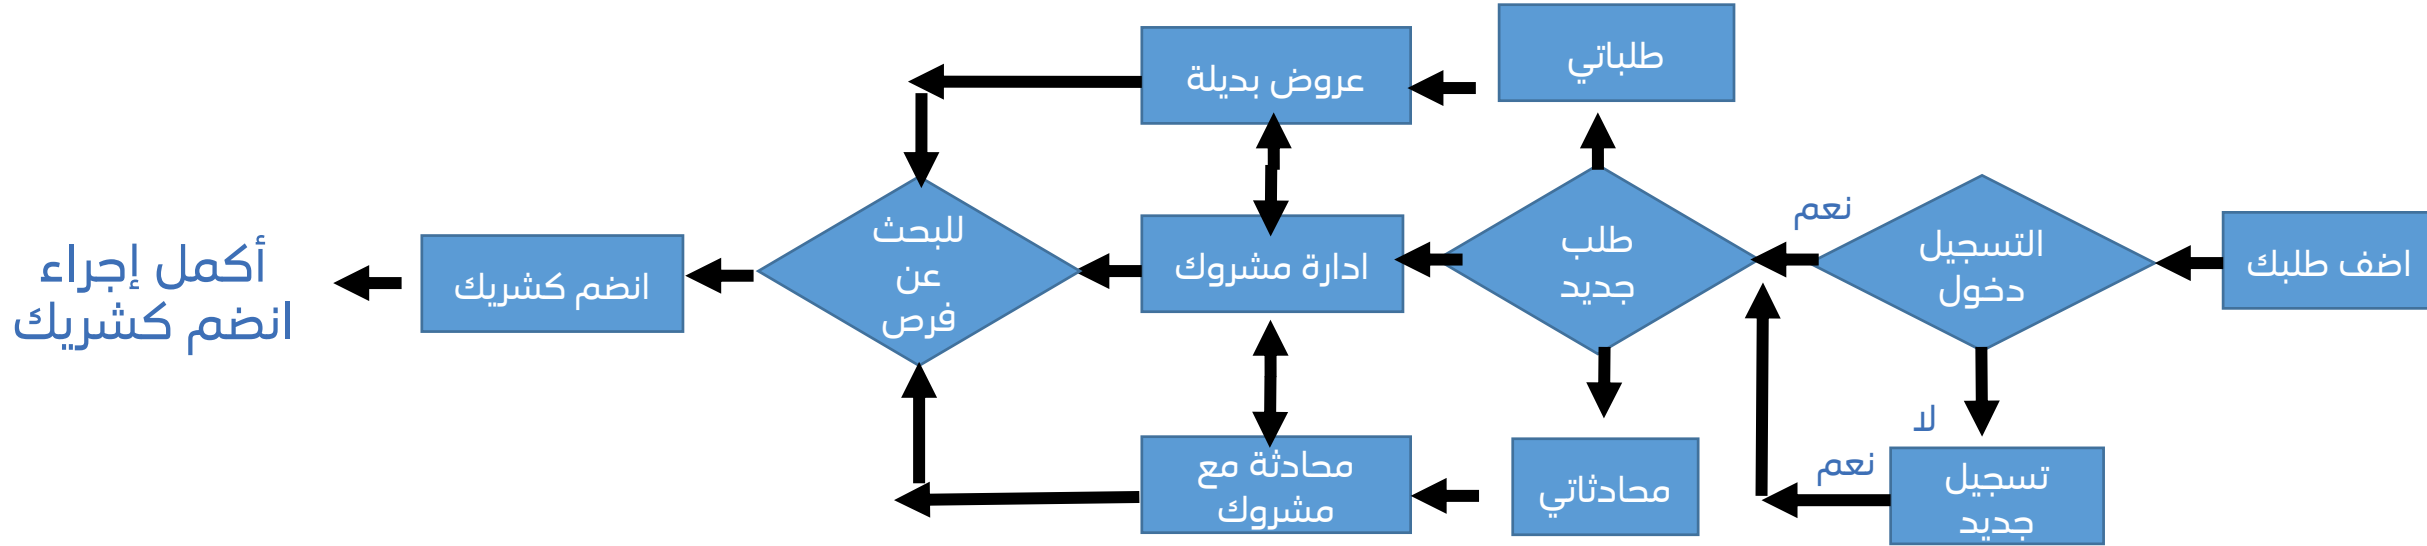 اضف طلبك
التسجيل
دخول
نعم
لا
تسجيل
جديد
نعم
طلب
جديد
طلباتي
محادثاتي
عروض بديلة
ادارة مشروك
محادثة مع
مشروك
للبحث
عن
فرص
انضم كشريك
أكمل إجراء
انضم كشريك